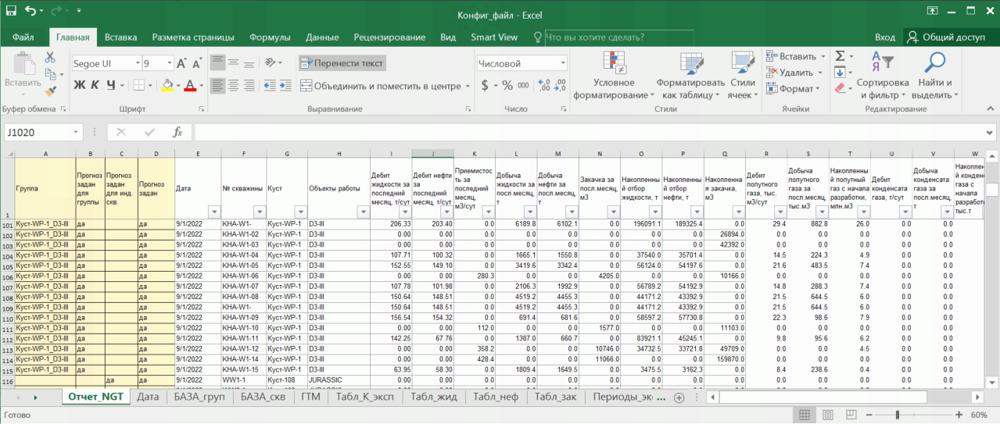 Конфиг_файл - Excel
Файл Главная Вставка Разметка страницы Формулы Данные Рецензирование Вид Smart View Что вы хотите сделать? Вход Общий доступ
Вставить
Буфер обмена
Segoe UI 9
Ж К Ч А
Шрифт
Перенести текст
Объединить и поместить в центре
Выравнивание
Числовой
$ % 000
Число
Условное форматирование
Форматировать как таблицу
Стили ячеек
Стили
Вставить
Удалить
Формат
Ячейки
Сортировка и фильтр
Найти и выделить
Редактирование
J1020 fx
A B C D E F G H I J K L M N O P Q R S T U V W
1 Группа | Прогноз задан для группы | Прогноз задан для инд. скв. | Прогноз задан | Дата | № скважины | Куст | Объекты работы | Дебит жидкости за последний месяц, т/сут | Дебит нефти за последний месяц, т/сут | Приемистость за последний месяц, м3/сут | Добыча жидкости за посл.месяц, т | Добыча нефти за посл.месяц, т | Закачка за посл.месяц, м3 | Накопленный отбор жидкости, т | Накопленный отбор нефти, т | Накопленная закачка, м3 | Дебит попутного газа, тыс. м3/сут | Добыча попутного газа за посл.месяц, тыс.м3 | Накопленный попутный газ с начала разработки, млн.м3 | Дебит конденсата газа, т/сут | Добыча конденсата газа за посл.месяц, т
101 Куст-WP-1_D3-III да да 9/1/2022 КНА-W1- Куст-WP-1 D3-III 206.33 203.40 0.0 6189.8 6102.1 0.0 196091.1 189325.4 0.0 29.4 882.8 26.0 0.0 0.0
102 Куст-WP-1_D3-III да да 9/1/2022 КНА-W1-02 Куст-WP-1 D3-III 0.00 0.00 0.0 0.0 0.0 0.0 0.0 0.0 26894.0 0.0 0.0 0.0 0.0 0.0
103 Куст-WP-1_D3-III да да 9/1/2022 КНА-W1-03 Куст-WP-1 D3-III 0.00 0.00 0.0 0.0 0.0 0.0 0.0 0.0 42392.0 0.0 0.0 0.0 0.0 0.0
104 Куст-WP-1_D3-III да да 9/1/2022 КНА-W1-04 Куст-WP-1 D3-III 107.71 100.32 0.0 1665.1 1550.8 0.0 37540.0 35701.4 0.0 14.5 224.3 4.9 0.0 0.0
105 Куст-WP-1_D3-III да да 9/1/2022 КНА-W1-05 Куст-WP-1 D3-III 152.55 149.10 0.0 3419.6 3342.4 0.0 56124.0 54197.6 0.0 21.6 483.5 7.4 0.0 0.0
106 Куст-WP-1_D3-III да да 9/1/2022 КНА-W1-06 Куст-WP-1 D3-III 0.00 0.00 280.3 0.0 0.0 4205.0 0.0 0.0 10166.0 0.0 0.0 0.0 0.0 0.0
107 Куст-WP-1_D3-III да да 9/1/2022 КНА-W1-07 Куст-WP-1 D3-III 107.78 101.98 0.0 2106.3 1992.9 0.0 56789.2 54192.9 0.0 14.8 288.3 7.4 0.0 0.0
108 Куст-WP-1_D3-III да да 9/1/2022 КНА-W1-08 Куст-WP-1 D3-III 150.64 148.51 0.0 4519.2 4455.3 0.0 44171.2 43392.9 0.0 21.5 644.5 6.0 0.0 0.0
109 Куст-WP-1_D3-III да да 9/1/2022 КНА-W1- Куст-WP-1 D3-III 150.64 148.51 0.0 4519.2 4455.3 0.0 44171.2 43392.9 0.0 21.5 644.5 6.0 0.0 0.0
110 Куст-WP-1_D3-III да да 9/1/2022 КНА-W1-09 Куст-WP-1 D3-III 156.54 154.32 0.0 691.4 681.6 0.0 58597.2 57730.8 0.0 22.3 98.6 7.9 0.0 0.0
111 Куст-WP-1_D3-III да да 9/1/2022 КНА-W1-10 Куст-WP-1 D3-III 0.00 0.00 112.0 0.0 0.0 1577.0 0.0 0.0 11103.0 0.0 0.0 0.0 0.0 0.0
112 Куст-WP-1_D3-III да да 9/1/2022 КНА-W1-11 Куст-WP-1 D3-III 142.25 67.76 0.0 1387.0 660.7 0.0 83921.1 45245.1 0.0 9.8 95.6 6.2 0.0 0.0
113 Куст-WP-1_D3-III да да 9/1/2022 КНА-W1-12 Куст-WP-1 D3-III 0.00 0.00 358.2 0.0 0.0 10746.0 34732.5 33721.8 49709.0 0.0 0.0 4.5 0.0 0.0
114 Куст-WP-1_D3-III да да 9/1/2022 КНА-W1-14 Куст-WP-1 D3-III 0.00 0.00 428.4 0.0 0.0 11066.0 0.0 0.0 159870.0 0.0 0.0 0.0 0.0 0.0
115 Куст-WP-1_D3-III да да 9/1/2022 КНА-W1-15 Куст-WP-1 D3-III 63.95 58.30 0.0 1809.4 1649.5 0.0 3475.5 3162.3 0.0 8.4 238.6 0.4 0.0 0.0
116 да да 9/1/2022 WW1-1 Куст-108 JURASSIC 0.00 0.00 0.0 0.0 0.0 0.0 0.0 0.0 0.0 0.0 0.0 0.0 0.0 0.0
Отчет_NGT Дата БАЗА_груп БАЗА_скв ГТМ Табл_К_эксп Табл_жид Табл_неф Табл_зак Периоды_эк ...
Готово 60%